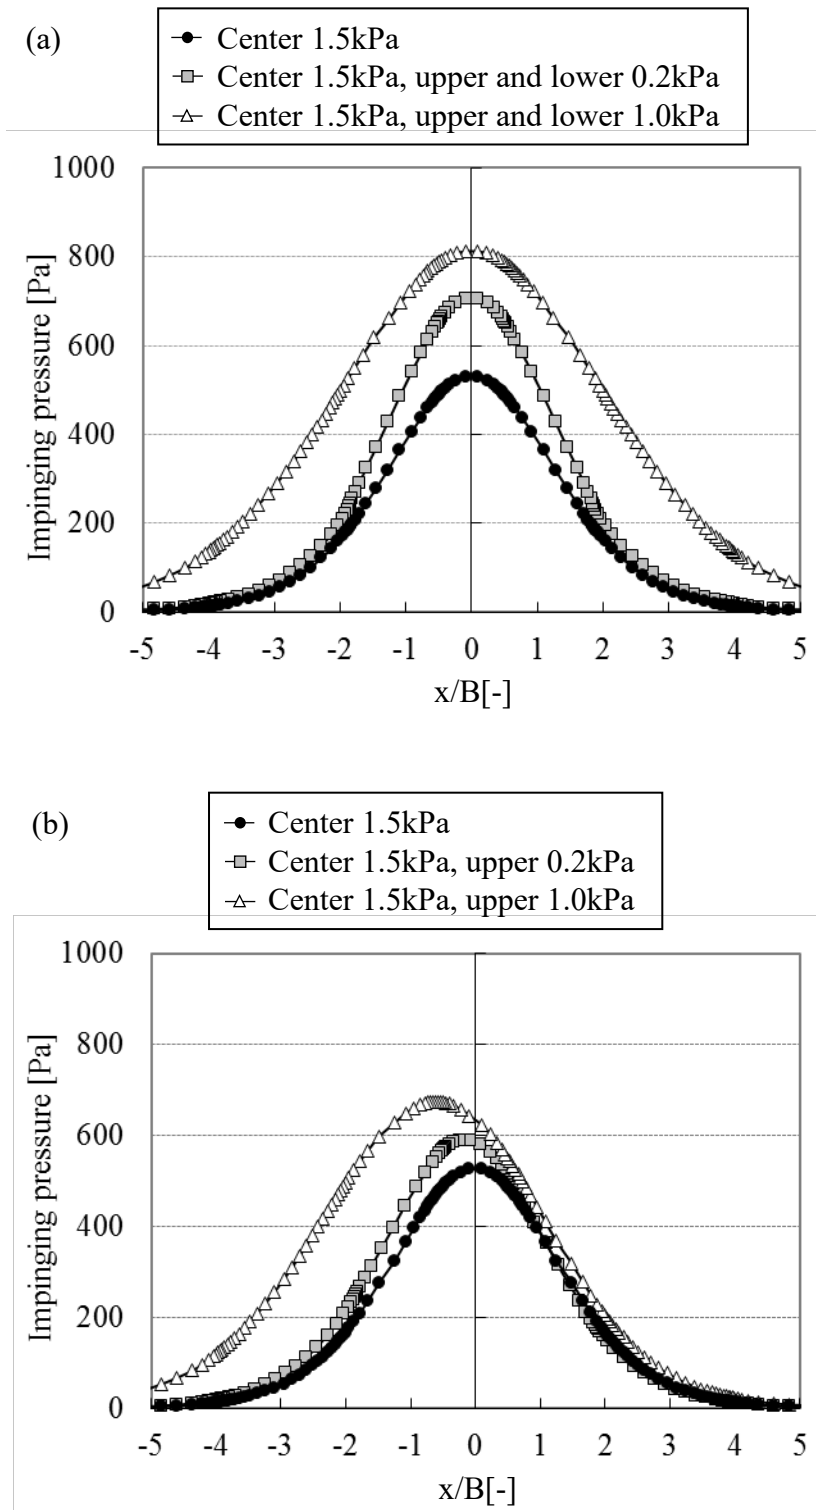 (a)
Center 1.5kPa
Center 1.5kPa, upper and lower 0.2kPa
Center 1.5kPa, upper and lower 1.0kPa
Impinging pressure [Pa]
1000
800
600
400
200
0
-5 -4 -3 -2 -1 0 1 2 3 4 5
x/B[-]
(b)
Center 1.5kPa
Center 1.5kPa, upper 0.2kPa
Center 1.5kPa, upper 1.0kPa
Impinging pressure [Pa]
1000
800
600
400
200
0
-5 -4 -3 -2 -1 0 1 2 3 4 5
x/B[-]